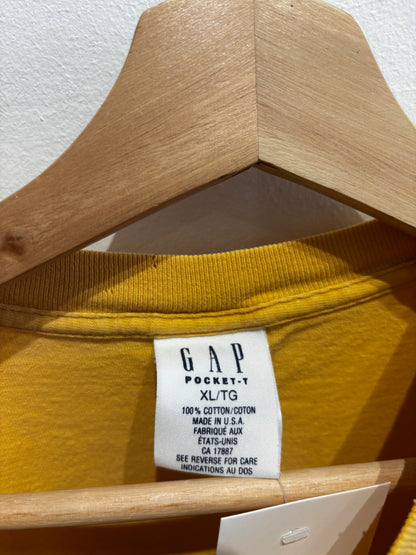 GAP
POCKET-T
XL/TG
100% COTTON/COTON
MADE IN U.S.A.
FABRIQUÉ AUX
ÉTATS-UNIS
CA 17887
SEE REVERSE FOR CARE
INDICATIONS AU DOS